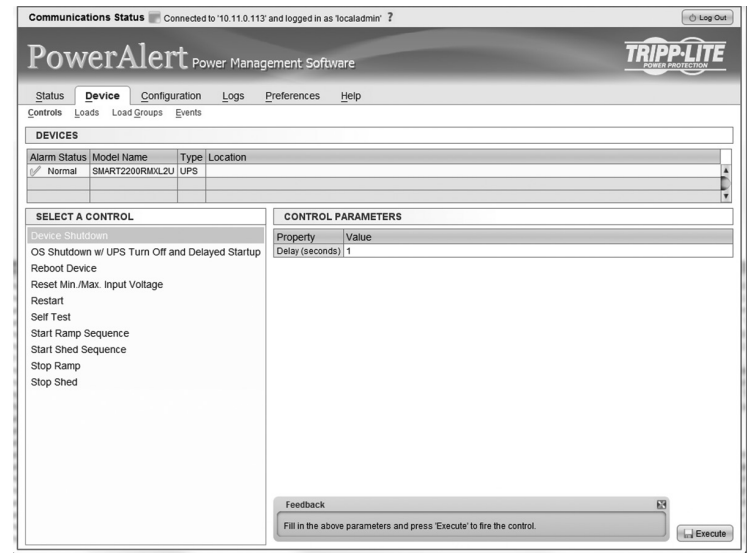 Communications Status Connected to '10.11.0.113' and logged in as 'localadmin' ? Log Out
PowerAlert Power Management Software
TRIPP·LITE
POWER PROTECTION
Status Device Configuration Logs Preferences Help
Controls Loads Load Groups Events
DEVICES
Alarm Status Model Name Type Location
Normal SMART2200RMXL2U UPS
SELECT A CONTROL
Device Shutdown
OS Shutdown w/ UPS Turn Off and Delayed Startup
Reboot Device
Reset Min./Max. Input Voltage
Restart
Self Test
Start Ramp Sequence
Start Shed Sequence
Stop Ramp
Stop Shed
CONTROL PARAMETERS
Property Value
Delay (seconds) 1
Feedback
Fill in the above parameters and press 'Execute' to fire the control.
Execute